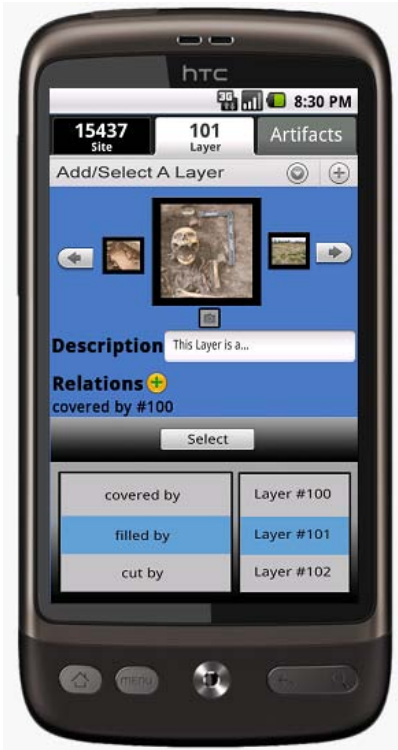 hTC
3G
8:30 PM
15437
Site
101
Layer
Artifacts
Add/Select A Layer
Description
This Layer is a...
Relations
covered by #100
Select
covered by
Layer #100
filled by
Layer #101
cut by
Layer #102
menu